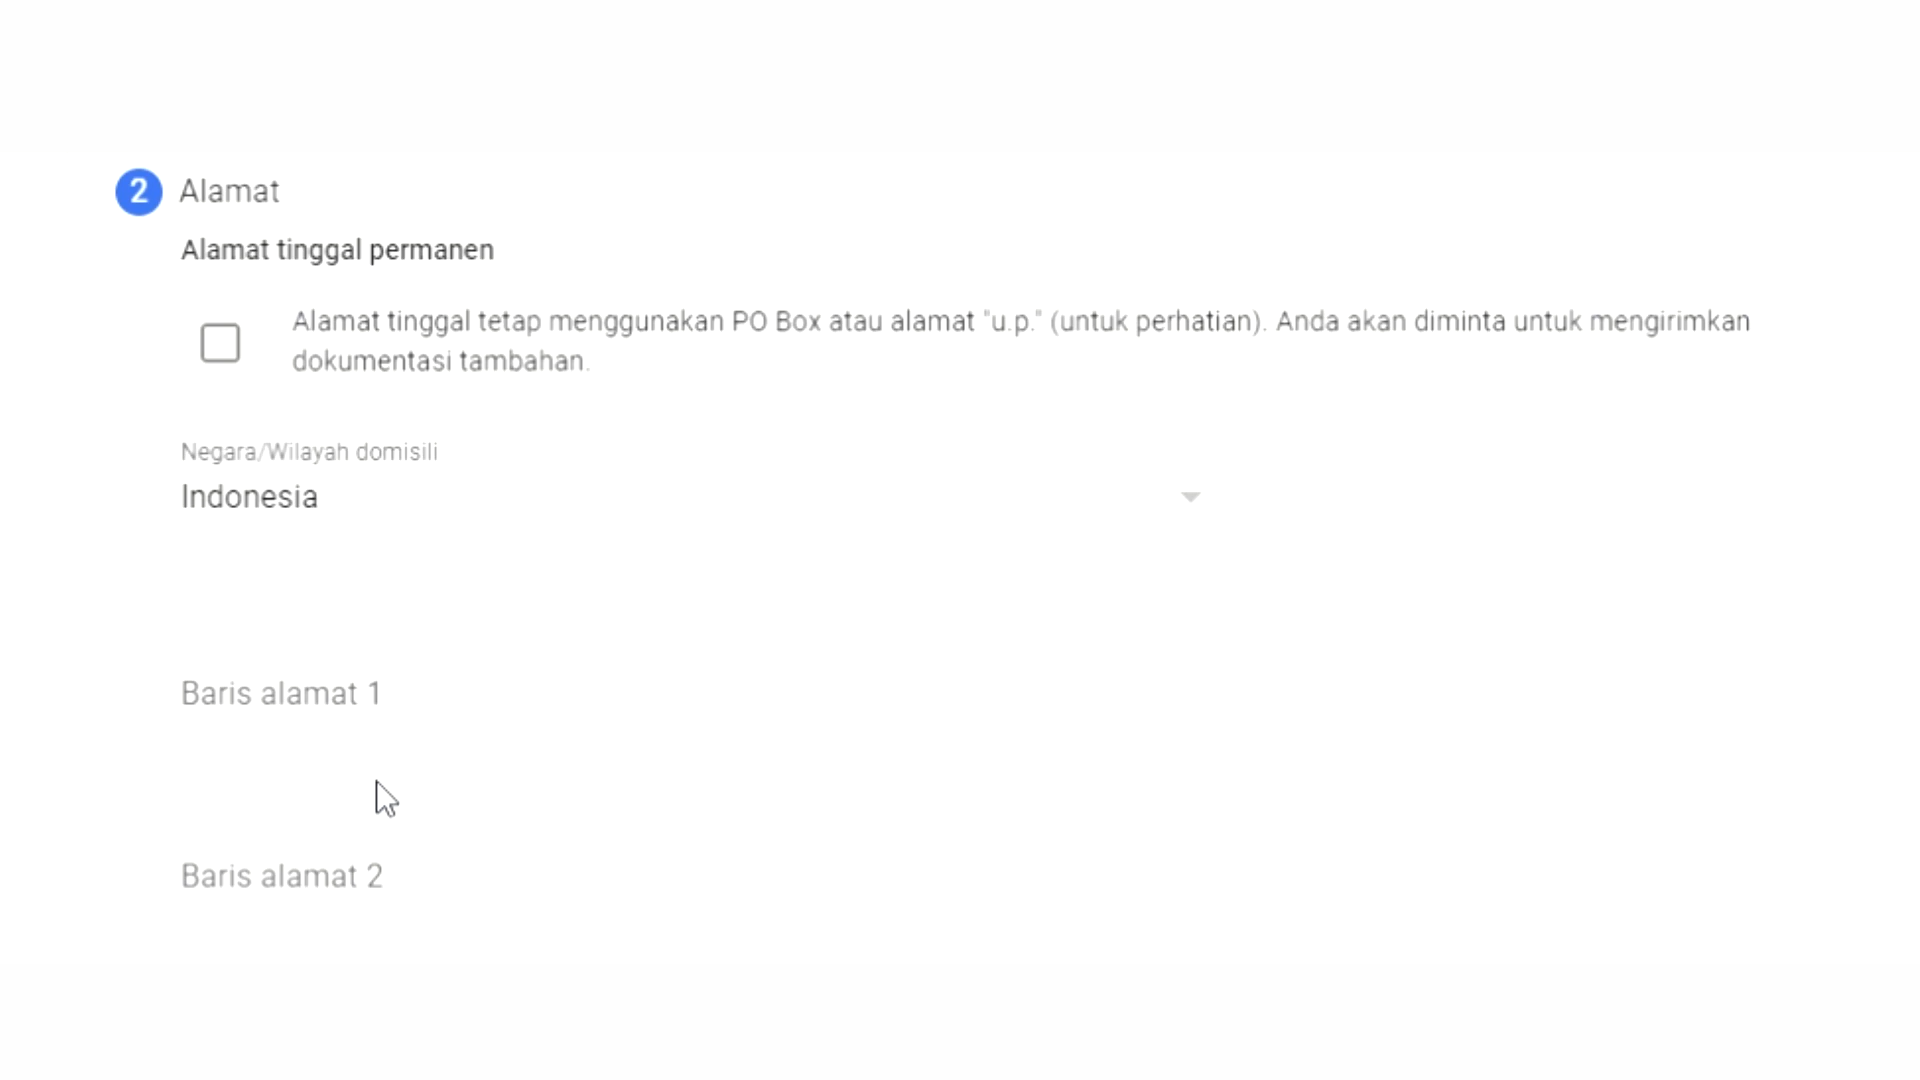 2 Alamat
Alamat tinggal permanen
Alamat tinggal tetap menggunakan PO Box atau alamat "u.p." (untuk perhatian). Anda akan diminta untuk mengirimkan
dokumentasi tambahan.
Negara/Wilayah domisili
Indonesia
Baris alamat 1
Baris alamat 2